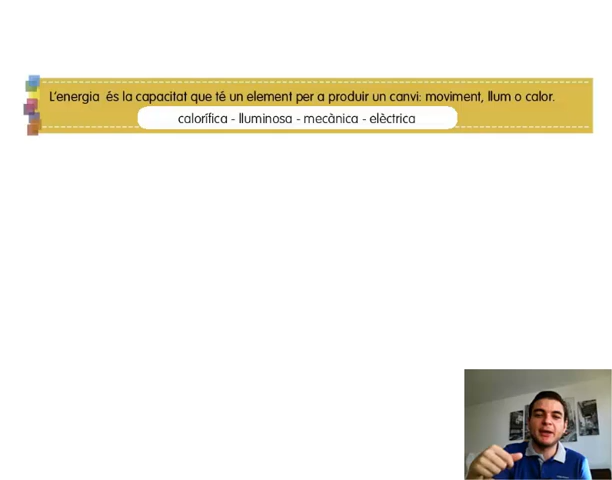 L'energia és la capacitat que té un element per a produir un canvi: moviment, llum o calor.
calorífica - lluminosa - mecànica - elèctrica